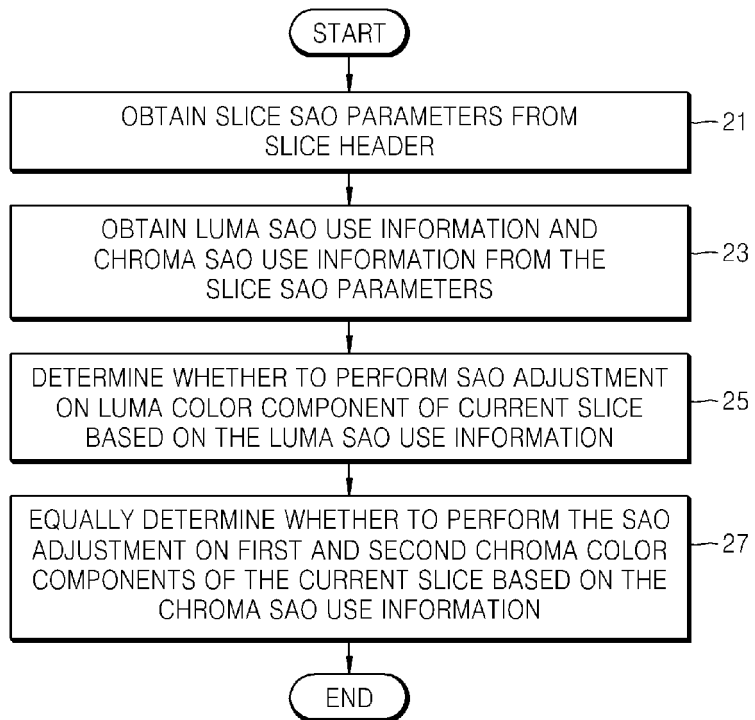 START
OBTAIN SLICE SAO PARAMETERS FROM
SLICE HEADER
21
OBTAIN LUMA SAO USE INFORMATION AND
CHROMA SAO USE INFORMATION FROM THE
SLICE SAO PARAMETERS
23
DETERMINE WHETHER TO PERFORM SAO ADJUSTMENT
ON LUMA COLOR COMPONENT OF CURRENT SLICE
BASED ON THE LUMA SAO USE INFORMATION
25
EQUALLY DETERMINE WHETHER TO PERFORM THE SAO
ADJUSTMENT ON FIRST AND SECOND CHROMA COLOR
COMPONENTS OF THE CURRENT SLICE BASED ON THE
CHROMA SAO USE INFORMATION
27
END